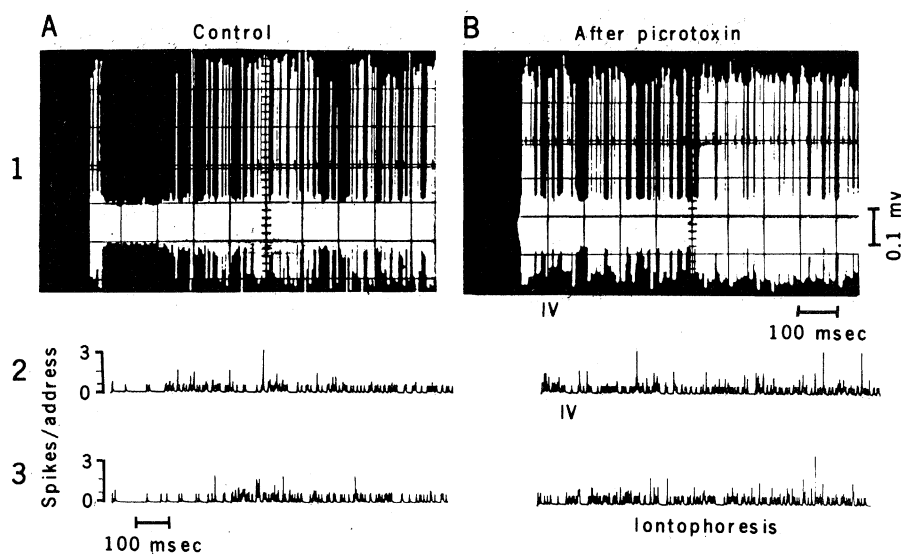 A
Control
B
After picrotoxin
1
0.1 mv
IV
100 msec
2
Spikes/address
3
0
IV
3
3
0
100 msec
Iontophoresis